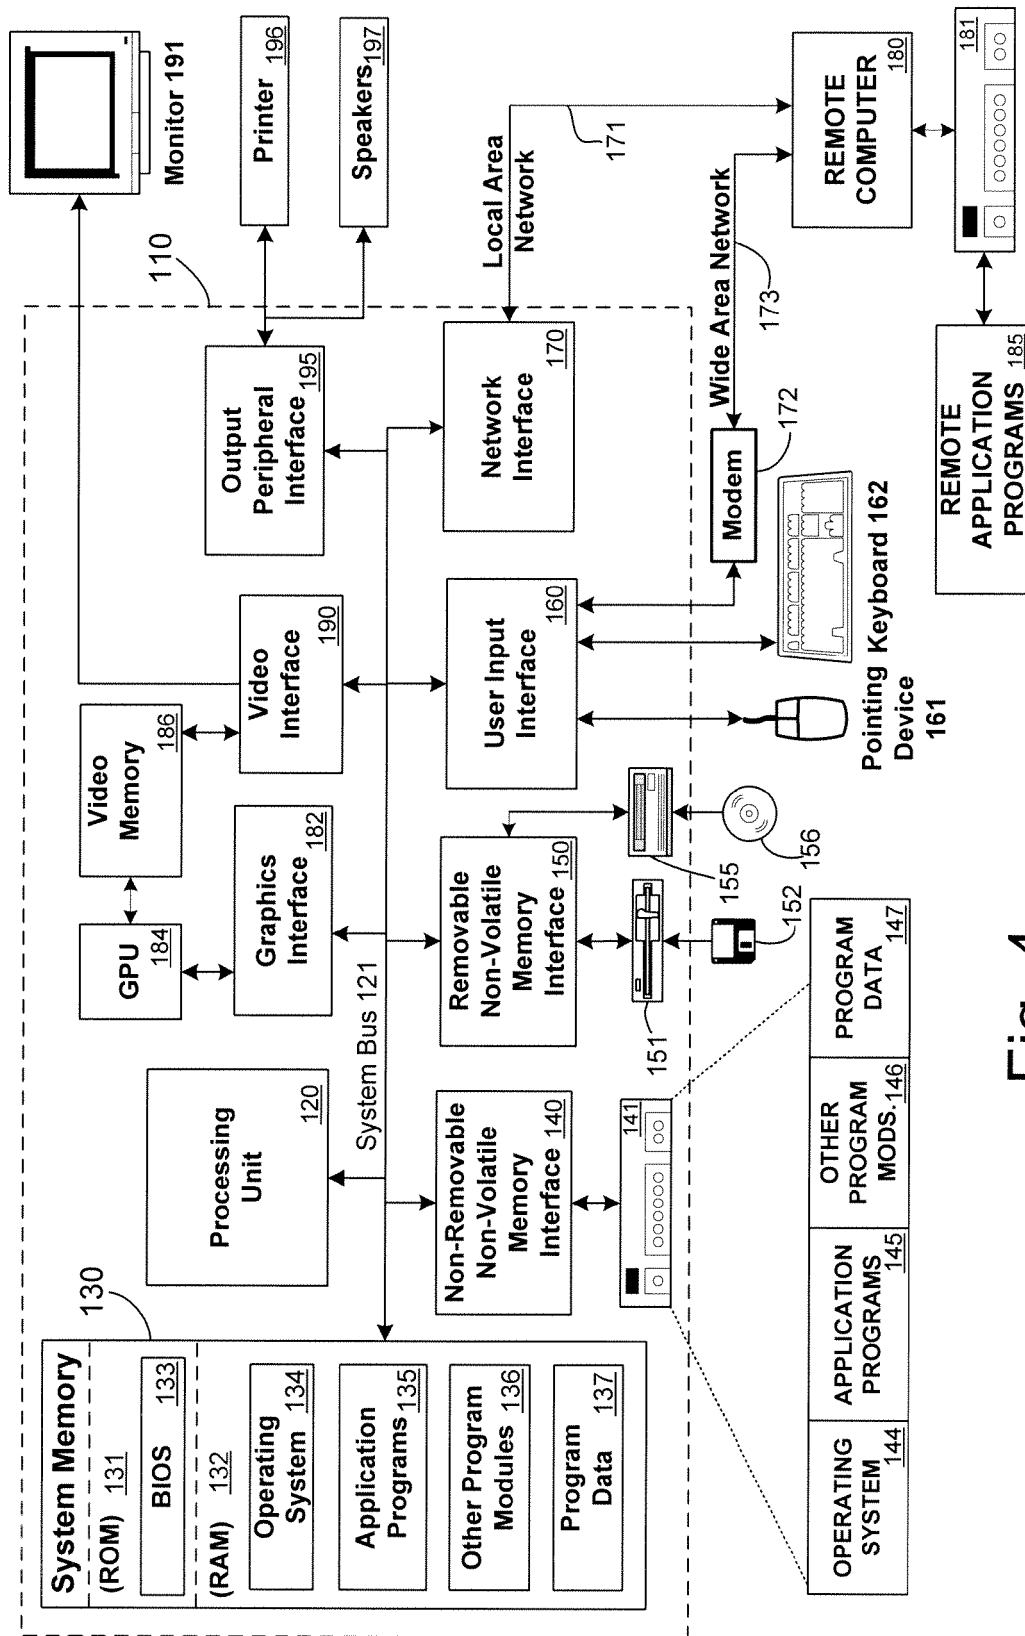 System Memory
130
(ROM) 131
BIOS 133
(RAM) 132
Operating
System 134
Application
Programs 135
Other Program
Modules 136
Program
Data 137
Processing
Unit
120
System Bus 121
GPU
184
Video
Memory
186
Graphics
Interface
182
Video
Interface
190
Output
Peripheral
Interface 195
110
Monitor 191
Printer
196
Speakers 197
Non-Removable
Non-Volatile
Memory
Interface 140
Removable
Non-Volatile
Memory
Interface 150
User Input
Interface
160
Network
Interface
170
Local Area
Network
171
Wide Area Network
173
Modem
172
141
151
152
155
156
Pointing
Device
161
Keyboard 162
REMOTE
COMPUTER
180
181
REMOTE
APPLICATION
PROGRAMS 185
OPERATING
SYSTEM 144
APPLICATION
PROGRAMS 145
OTHER
PROGRAM
MODS. 146
PROGRAM
DATA 147